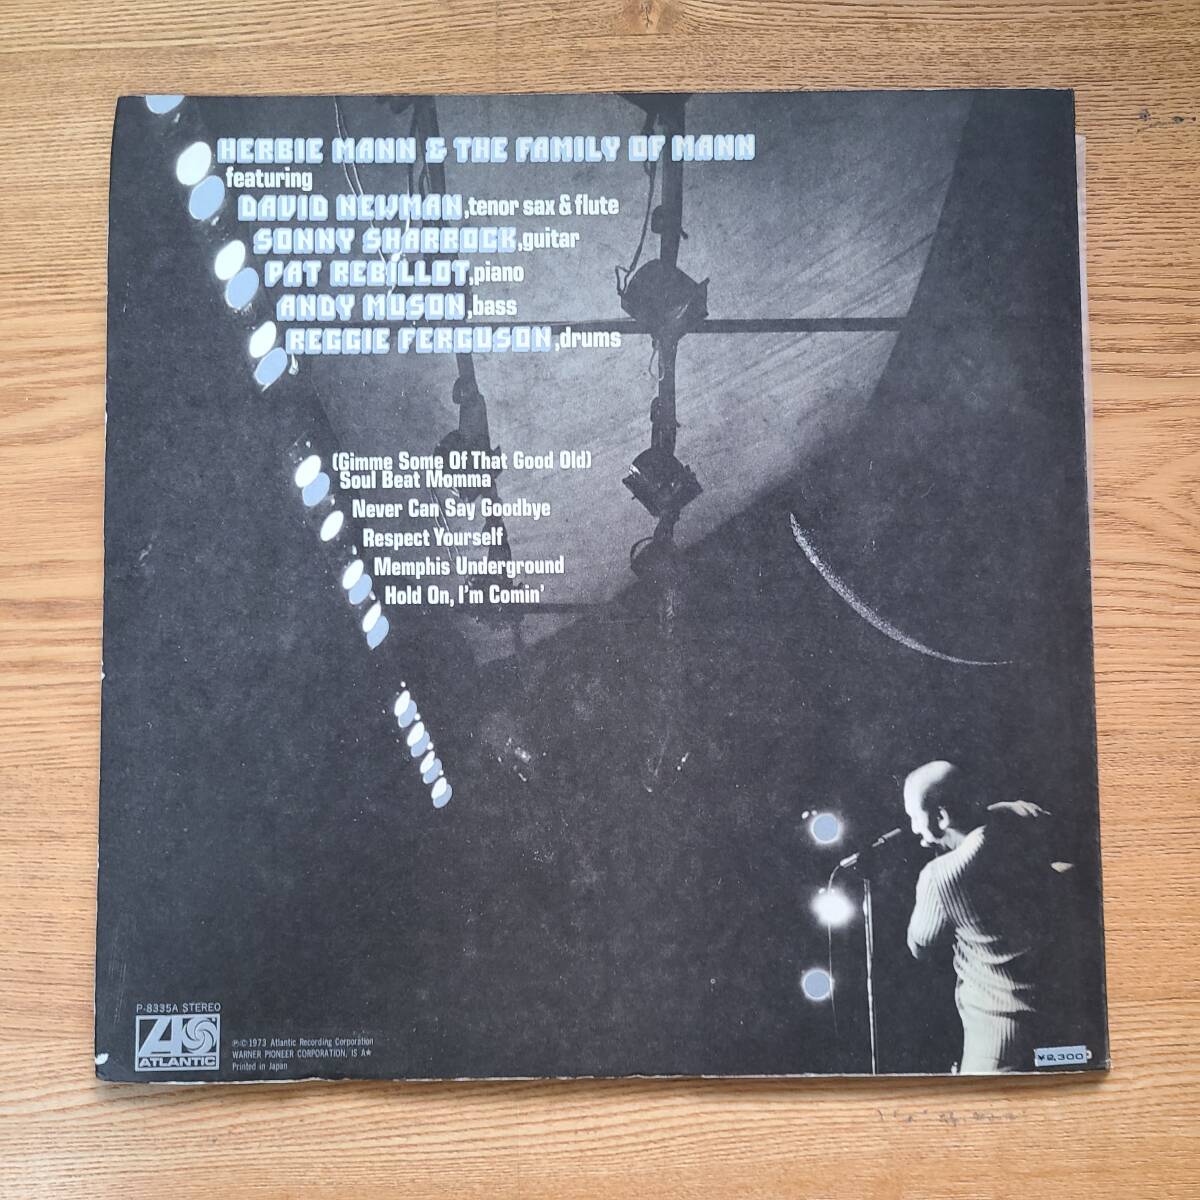 HERBIE MANN & THE FAMILY OF MANN
featuring
DAVID NEWMAN, tenor sax & flute
SONNY SHARROCK, guitar
PAT REBILLOT, piano
ANDY MUSON, bass
REGGIE FERGUSON, drums
(Gimme Some Of That Good Old)
Soul Beat Momma
Never Can Say Goodbye
Respect Yourself
Memphis Underground
Hold On, I'm Comin'
P-8335A STEREO
ATLANTIC
℗©1973 Atlantic Recording Corporation
WARNER PIONEER CORPORATION, IS A★
Printed in Japan
¥2,300